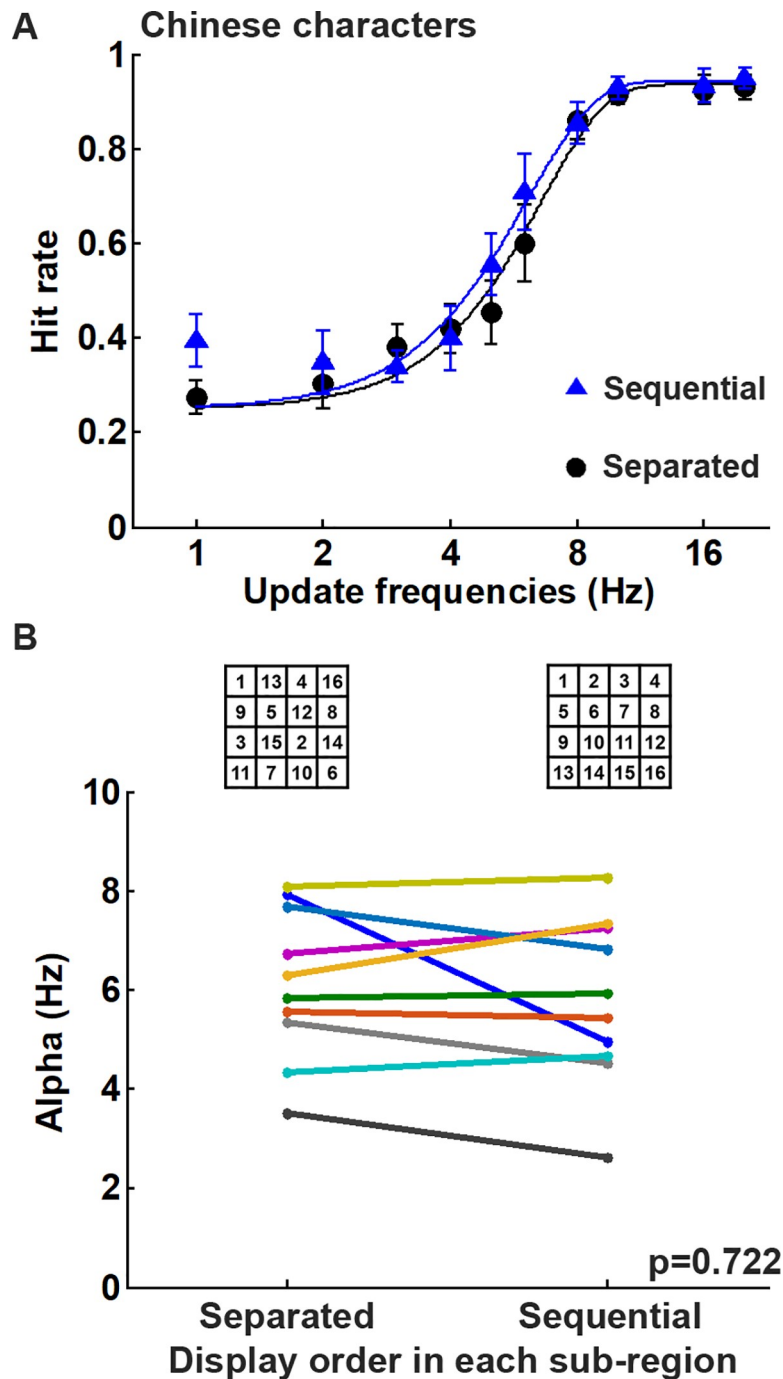 A
Chinese characters
1
0.8
0.6
0.4
0.2
0
Hit rate
Sequential
Separated
1 2 4 8 16
Update frequencies (Hz)
B
1 13 4 16
9 5 12 8
3 15 2 14
11 7 10 6
1 2 3 4
5 6 7 8
9 10 11 12
13 14 15 16
10
8
6
4
2
0
Alpha (Hz)
p=0.722
Separated Sequential
Display order in each sub-region